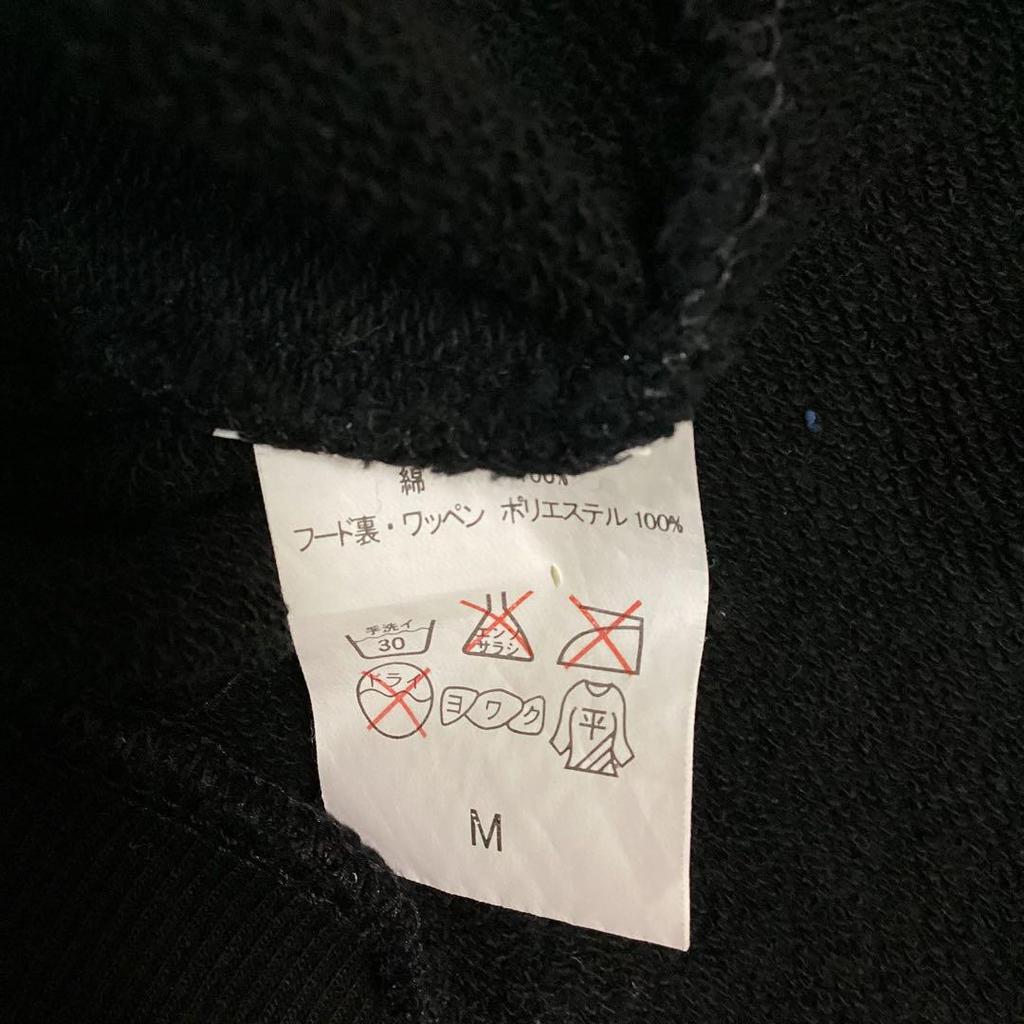 綿 100%
フード裏・ワッペン ポリエステル 100%
手洗イ
30
エンソ
サラシ
ドライ
ヨワク
平
M